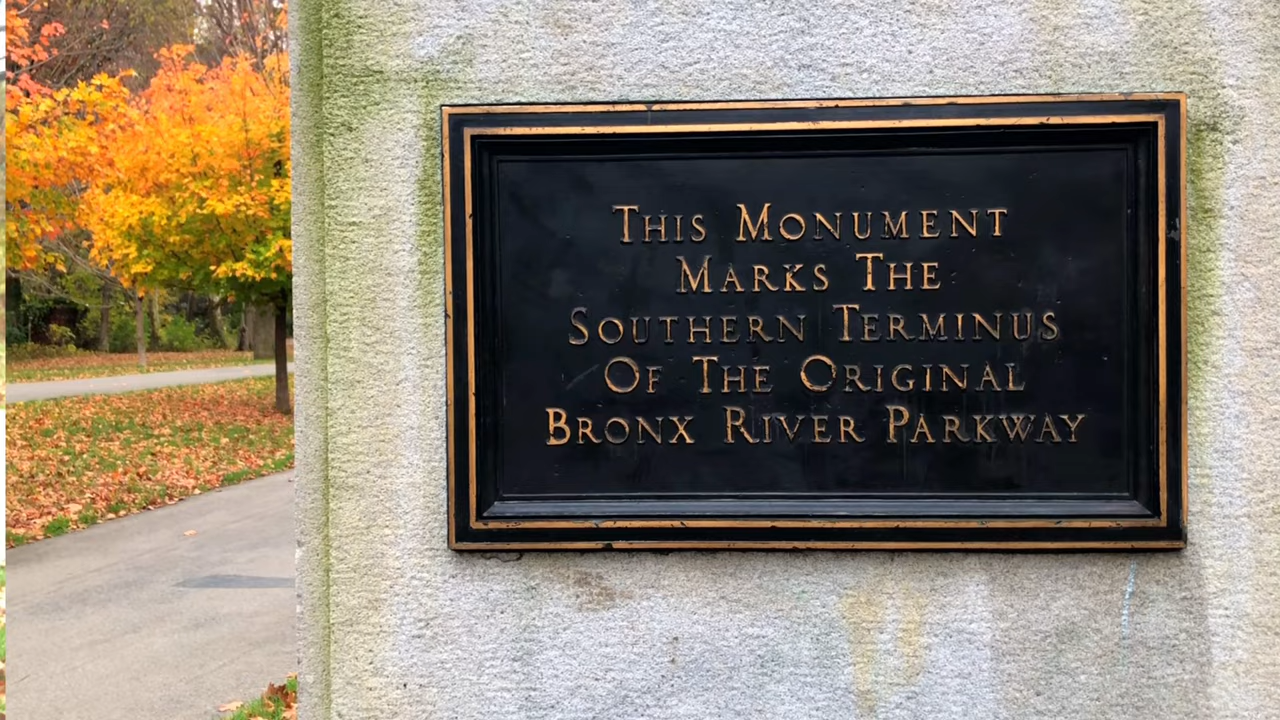 This Monument
Marks The
Southern Terminus
Of The Original
Bronx River Parkway